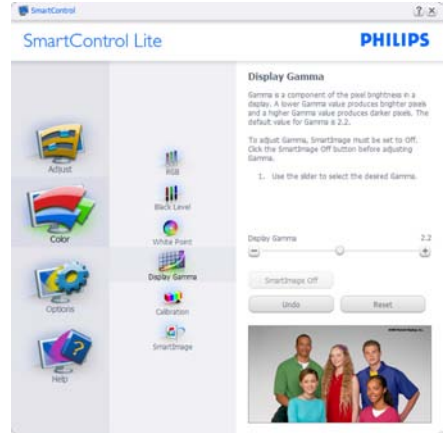 SmartControl
SmartControl Lite
PHILIPS
Adjust
Color
Options
Help
RGB
Black Level
White Point
Display Gamma
Calibration
SmartImage
Display Gamma
Gamma is a component of the pixel brightness in a
display. A lower Gamma value produces brighter pixels
and a higher Gamma value produces darker pixels. The
default value for Gamma is 2.2.
To adjust Gamma, SmartImage must be set to Off.
Click the SmartImage Off button before adjusting
Gamma.
1. Use the slider to select the desired Gamma.
Display Gamma 2.2
SmartImage Off
Undo Reset